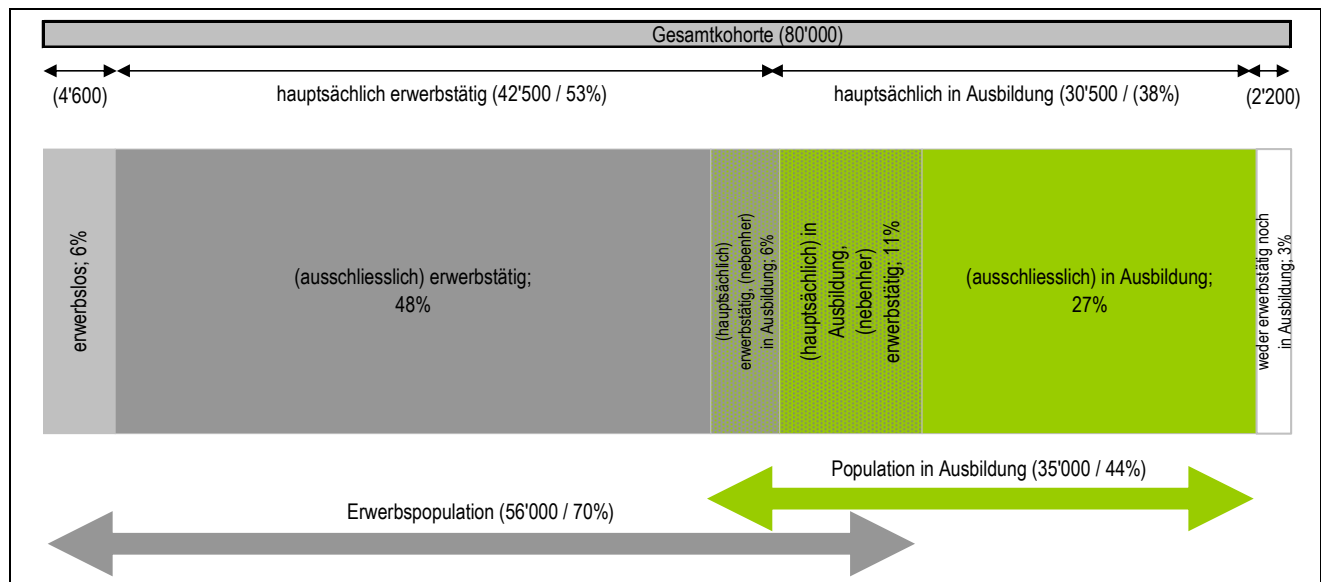 Gesamtkohorte (80'000)
(4'600)
hauptsächlich erwerbstätig (42'500 / 53%)
hauptsächlich in Ausbildung (30'500 / (38%)
(2'200)
erwerbslos; 6%
(ausschliesslich) erwerbstätig;
48%
(hauptsächlich)
erwerbstätig, (nebenher)
in Ausbildung; 6%
(hauptsächlich) in
Ausbildung,
(nebenher)
erwerbstätig; 11%
(ausschliesslich) in Ausbildung;
27%
weder erwerbstätig noch
in Ausbildung; 3%
Population in Ausbildung (35'000 / 44%)
Erwerbspopulation (56'000 / 70%)